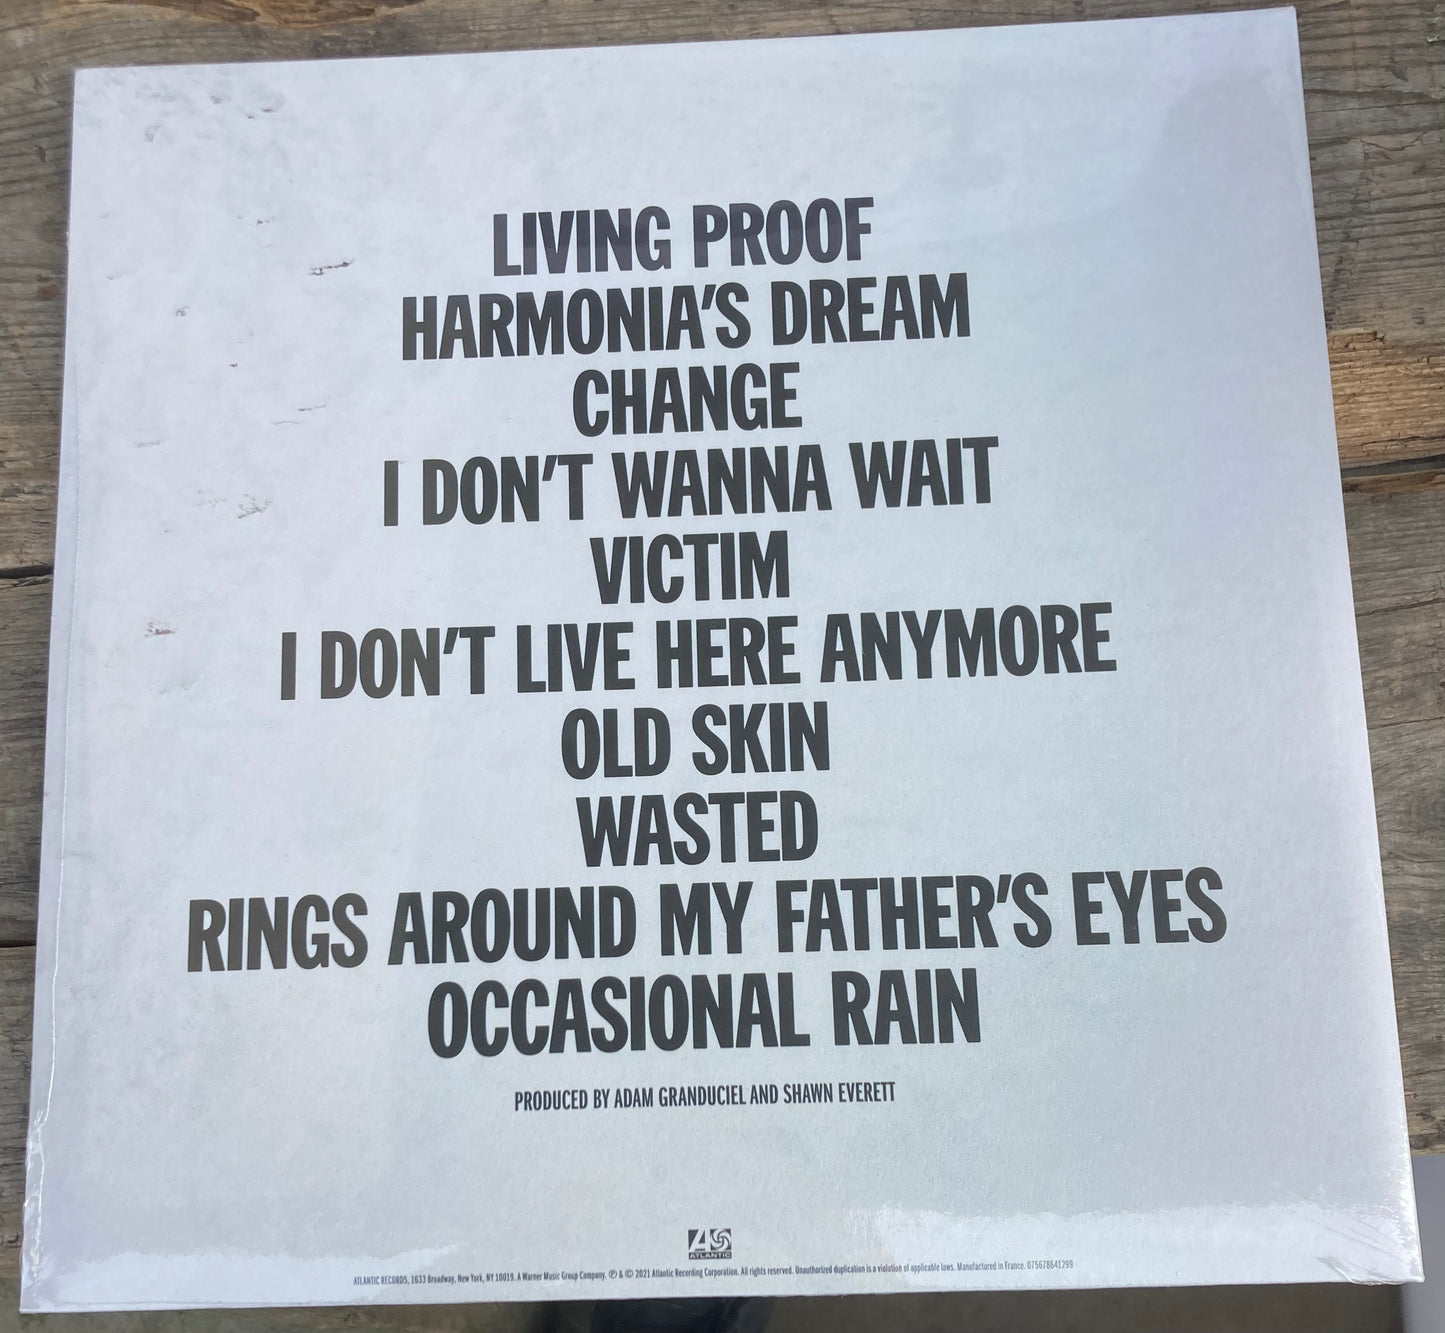 LIVING PROOF
HARMONIA'S DREAM
CHANGE
I DON'T WANNA WAIT
VICTIM
I DON'T LIVE HERE ANYMORE
OLD SKIN
WASTED
RINGS AROUND MY FATHER'S EYES
OCCASIONAL RAIN
PRODUCED BY ADAM GRANDUCIEL AND SHAWN EVERETT
ATLANTIC
ATLANTIC RECORDS, 1633 Broadway, New York, NY 10019. A Warner Music Group Company. ℗ & © 2021 Atlantic Recording Corporation. All rights reserved. Unauthorized duplication is a violation of applicable laws. Manufactured in France. 075678641299